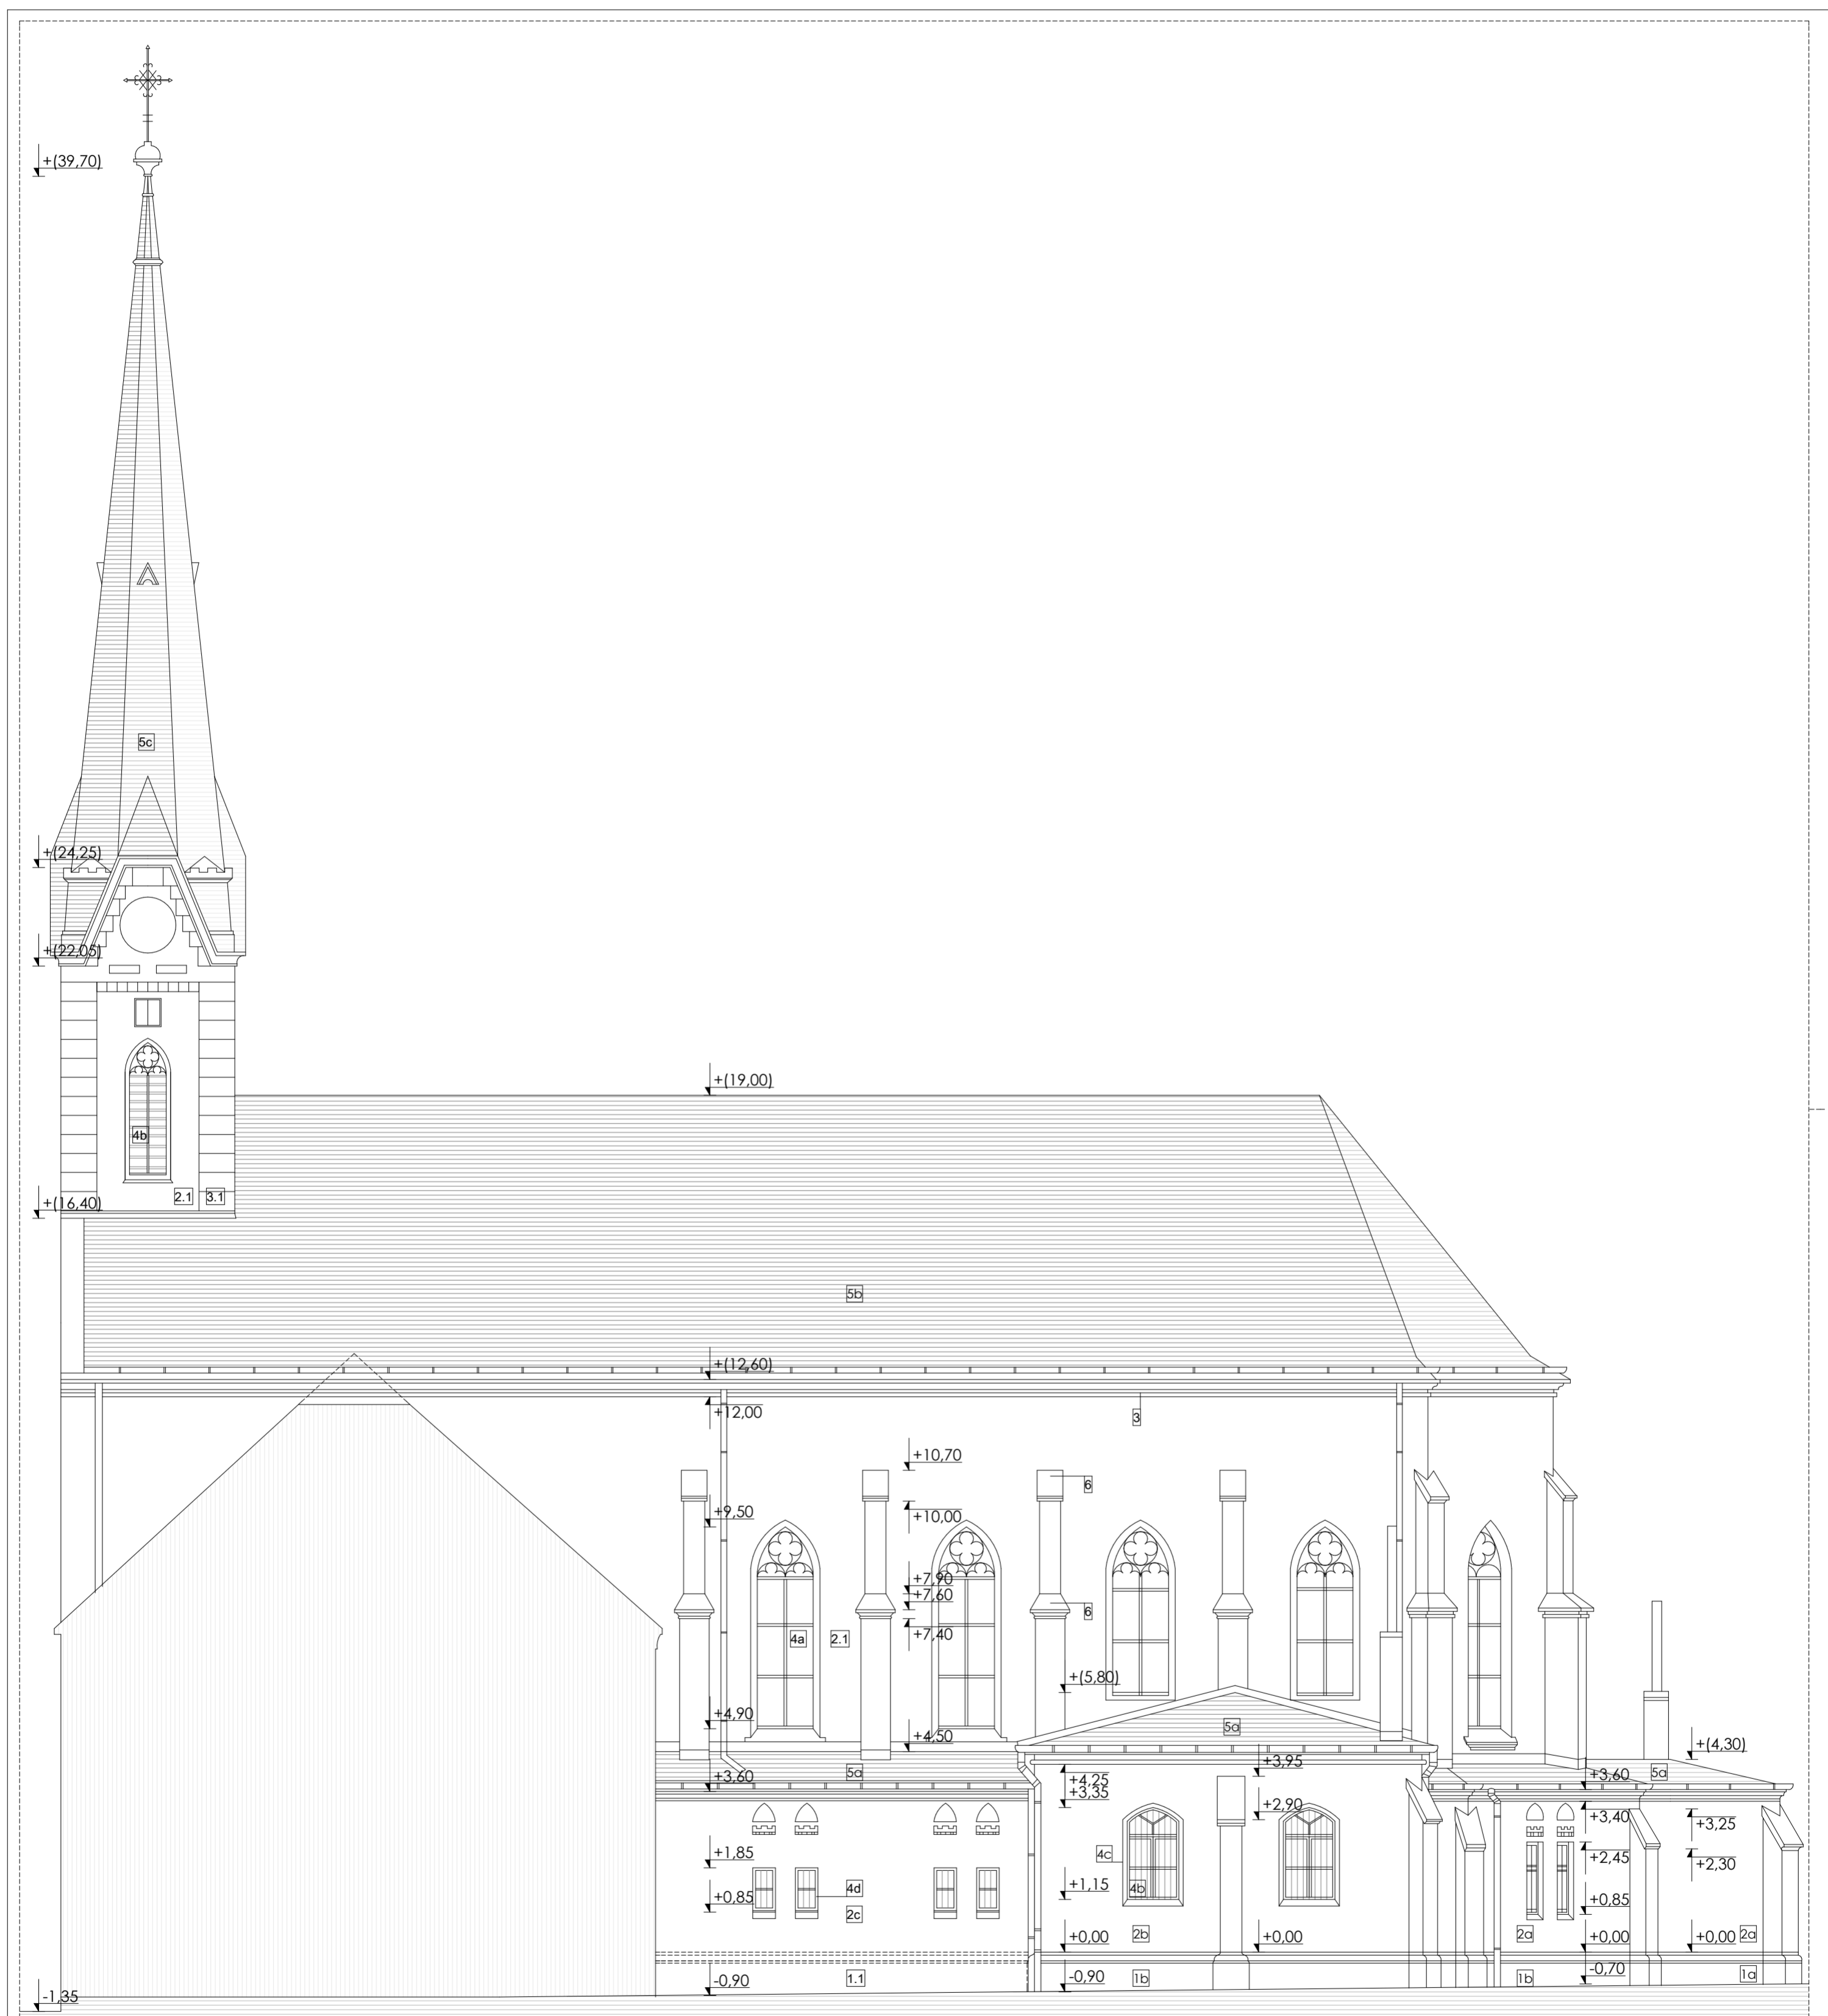 +(39,70)
5c
+(24,25)
+(22,05)
+(19,00)
4b
2.1
3.1
+(16,40)
5b
+(12,60)
+12,00
3
+10,70
6
+9,50
+10,00
+7,90
+7,60
6
+7,40
4a
2.1
+(5,80)
+4,90
5a
+4,50
+(4,30)
+3,95
+3,60
5a
+4,25
+3,35
+3,60
5a
+2,90
+3,40
+3,25
+1,85
4c
+2,45
+2,30
+0,85
4d
+1,15
4b
+0,85
2c
+0,00
2b
+0,00
2a
+0,00
+0,00
2a
-0,90
1.1
-0,90
1b
1b
-0,70
1a
-1,35